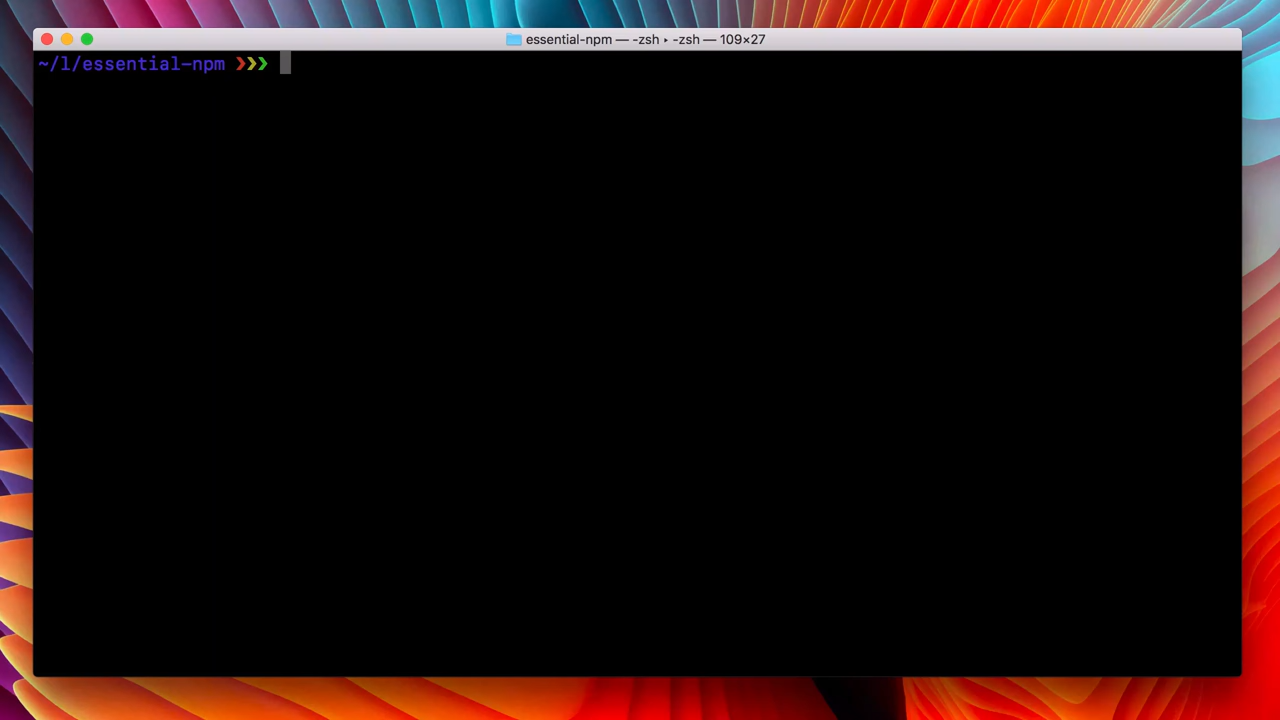 essential-npm — -zsh ▸ -zsh — 109×27
~/l/essential-npm ❯❯❯